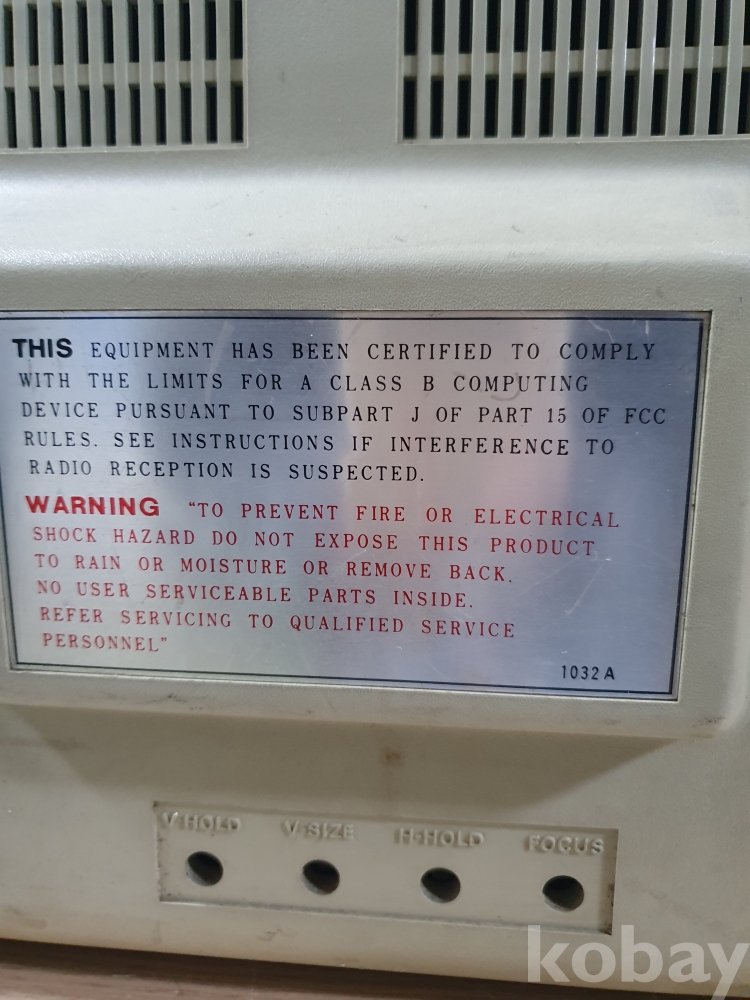 THIS EQUIPMENT HAS BEEN CERTIFIED TO COMPLY
WITH THE LIMITS FOR A CLASS B COMPUTING
DEVICE PURSUANT TO SUBPART J OF PART 15 OF FCC
RULES. SEE INSTRUCTIONS IF INTERFERENCE TO
RADIO RECEPTION IS SUSPECTED.
WARNING "TO PREVENT FIRE OR ELECTRICAL
SHOCK HAZARD DO NOT EXPOSE THIS PRODUCT
TO RAIN OR MOISTURE OR REMOVE BACK.
NO USER SERVICEABLE PARTS INSIDE.
REFER SERVICING TO QUALIFIED SERVICE
PERSONNEL"
1032 A
V-HOLD V-SIZE H-HOLD FOCUS
kobay